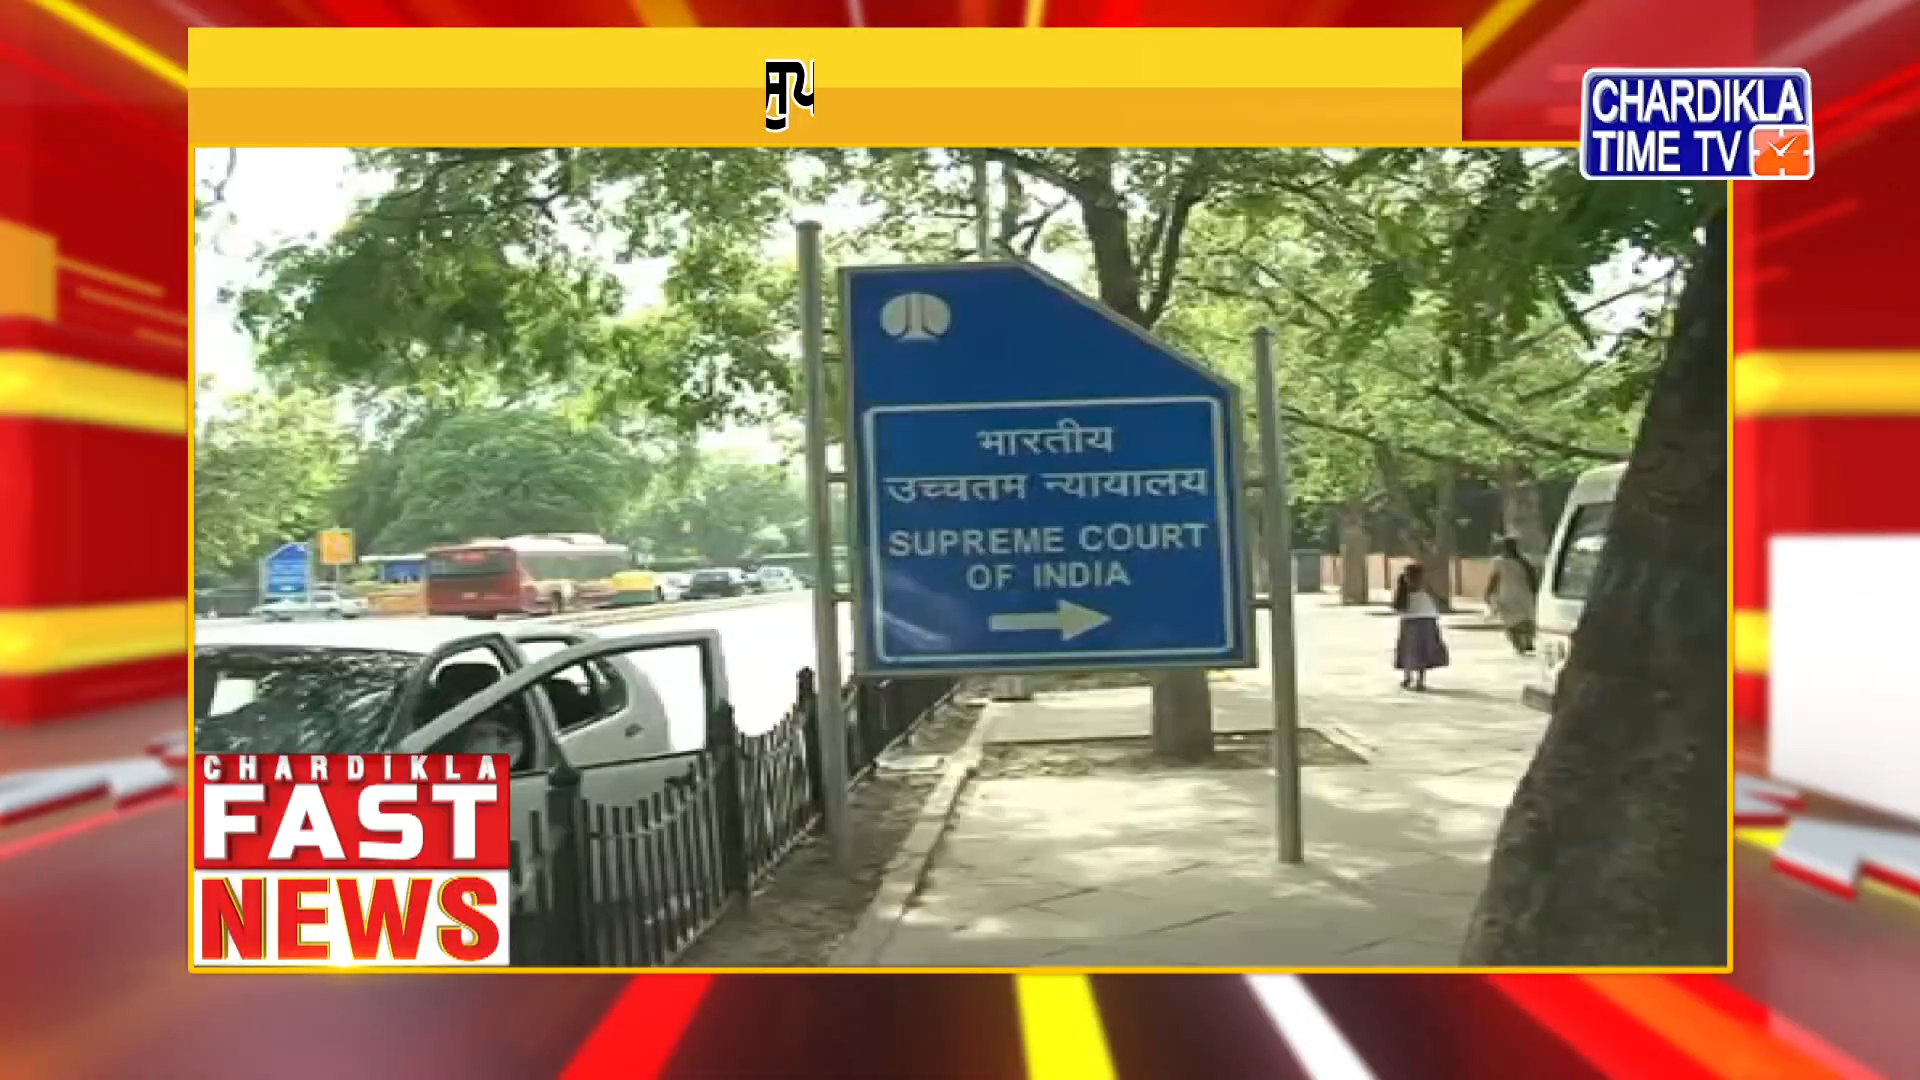 CHARDIKLA
TIME TV
भारतीय
उच्चतम न्यायालय
SUPREME COURT
OF INDIA
CHARDIKLA
FAST
NEWS